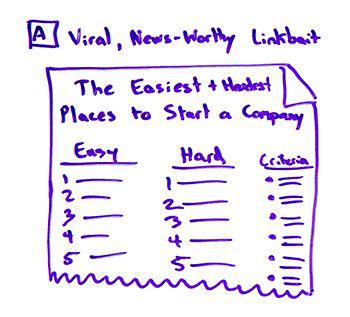 A Viral, News-Worthy Linkbait
The Easiest + Hardest
Places to Start a Company
Easy Hard Criteria
1 1
2 2
3 3
4 4
5 5